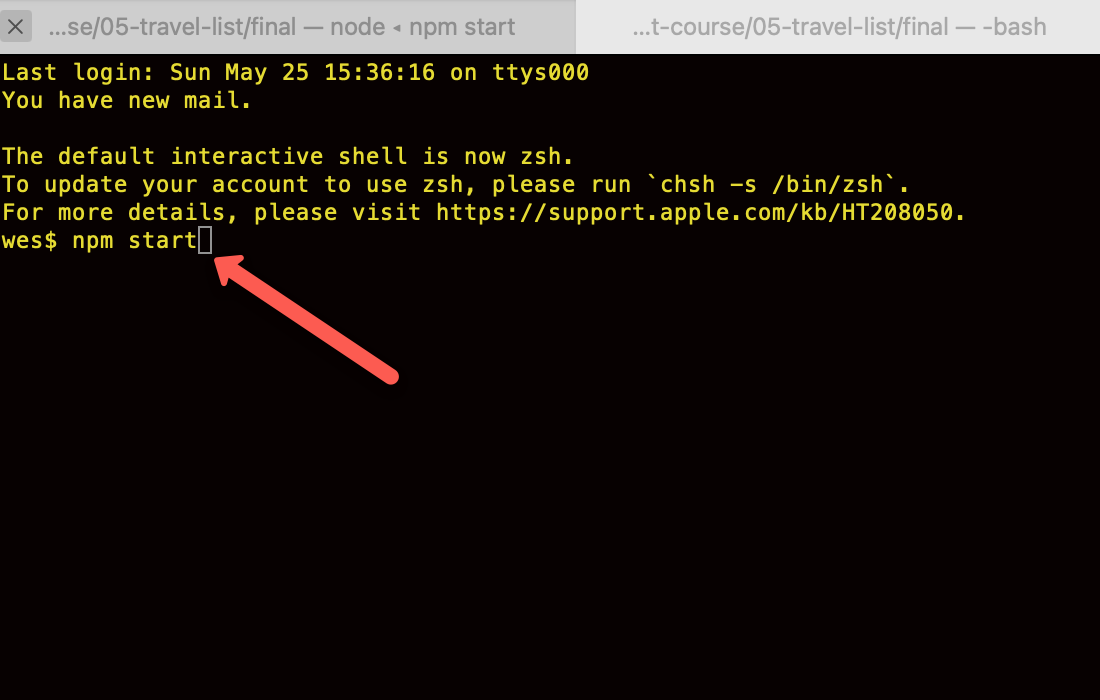 ...se/05-travel-list/final — node ◂ npm start
...t-course/05-travel-list/final — -bash
Last login: Sun May 25 15:36:16 on ttys000
You have new mail.
The default interactive shell is now zsh.
To update your account to use zsh, please run `chsh -s /bin/zsh`.
For more details, please visit https://support.apple.com/kb/HT208050.
wes$ npm start